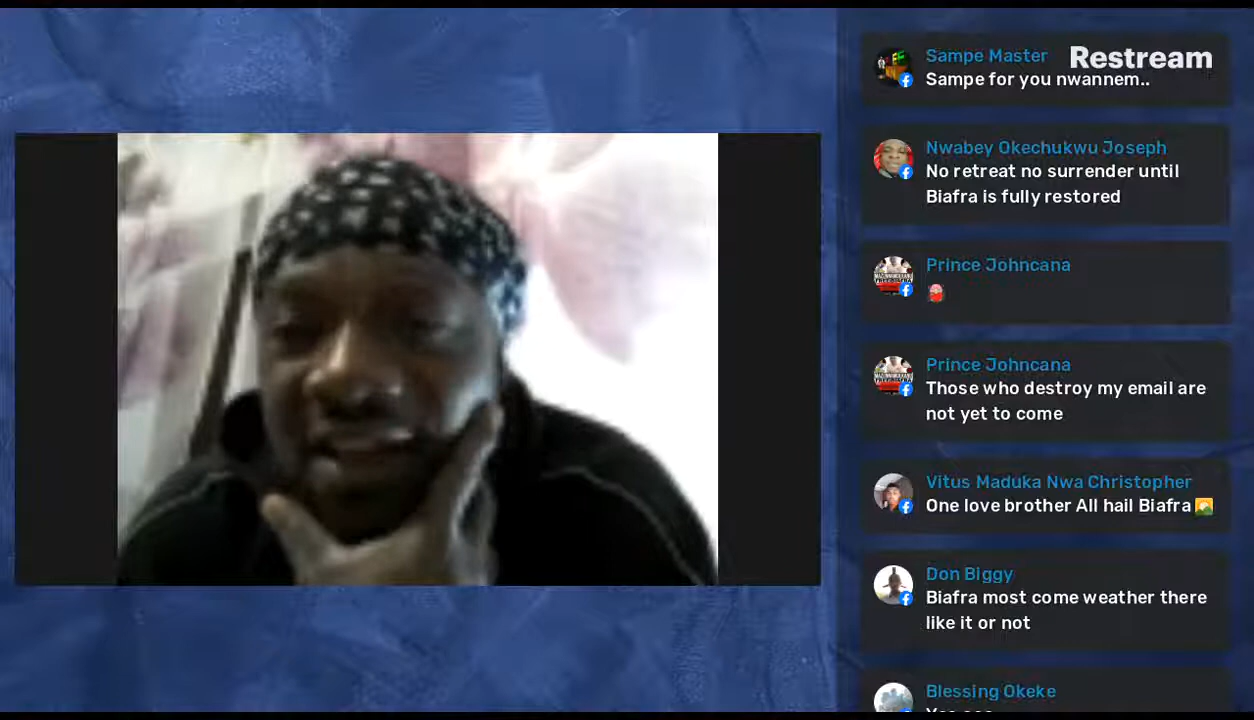 Restream
Sampe Master
Sampe for you nwannem..
Nwabey Okechukwu Joseph
No retreat no surrender until
Biafra is fully restored
Prince Johncana
Prince Johncana
Those who destroy my email are
not yet to come
Vitus Maduka Nwa Christopher
One love brother All hail Biafra
Don Biggy
Biafra most come weather there
like it or not
Blessing Okeke